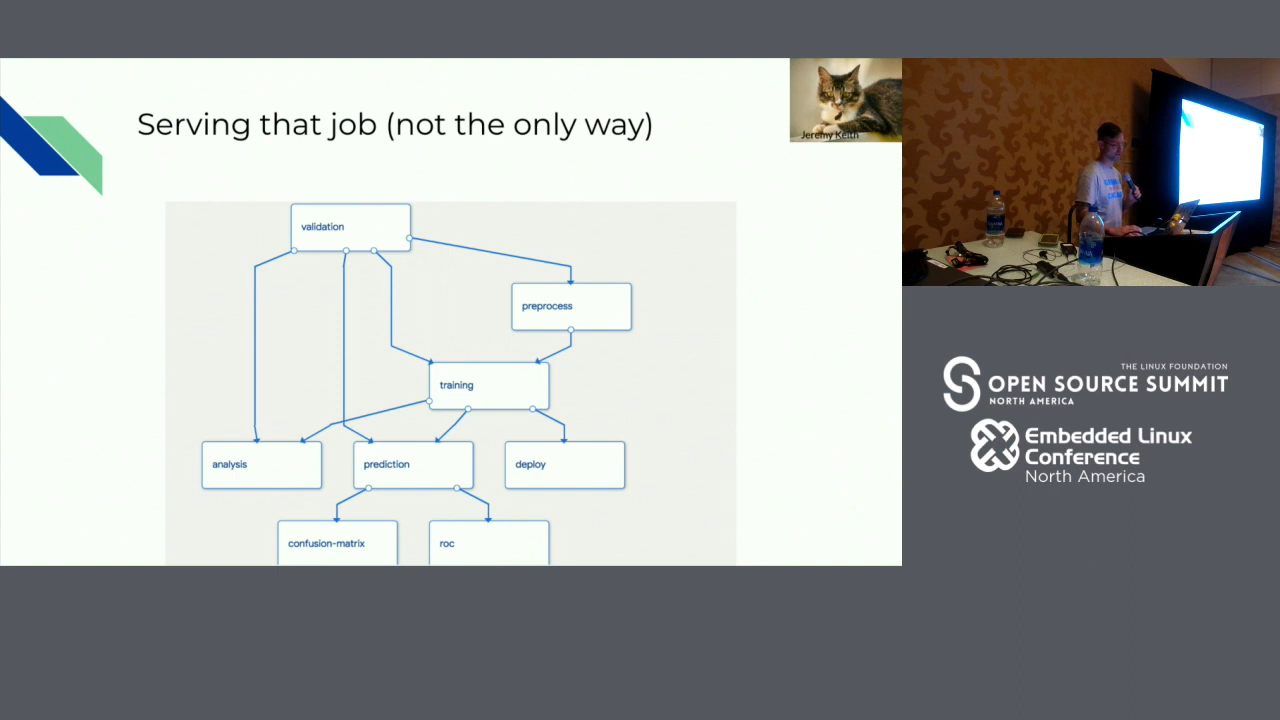 Serving that job (not the only way)
Jeremy Keith
validation
preprocess
training
analysis
prediction
deploy
confusion-matrix
roc
THE LINUX FOUNDATION
OPEN SOURCE SUMMIT
NORTH AMERICA
Embedded Linux
Conference
North America